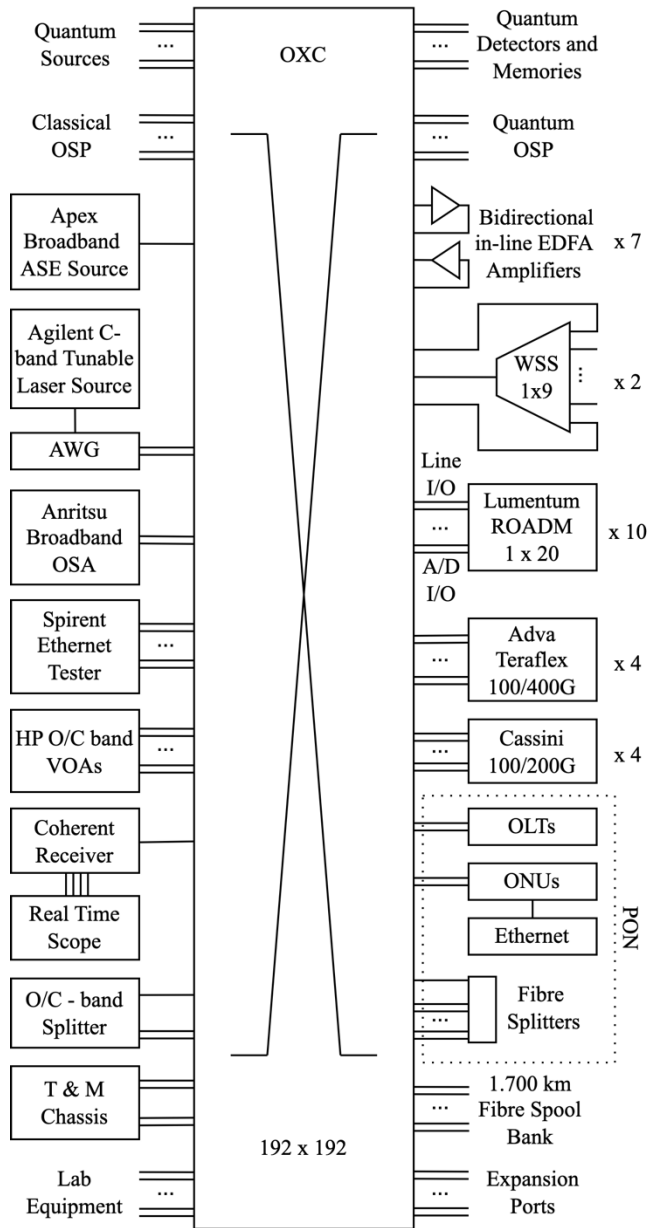 Quantum
Sources
...
OXC
...
Quantum
Detectors and
Memories
Classical
OSP
...
...
Quantum
OSP
Apex
Broadband
ASE Source
Bidirectional
in-line EDFA
Amplifiers
x 7
Agilent C-
band Tunable
Laser Source
WSS
1x9
...
x 2
AWG
Line
I/O
...
A/D
I/O
Lumentum
ROADM
1 x 20
x 10
Anritsu
Broadband
OSA
Spirent
Ethernet
Tester
...
...
Adva
Teraflex
100/400G
x 4
HP O/C band
VOAs
...
...
Cassini
100/200G
x 4
Coherent
Receiver
Real Time
Scope
OLTs
ONUs
Ethernet
PON
O/C - band
Splitter
...
Fibre
Splitters
T & M
Chassis
...
1.700 km
Fibre Spool
Bank
192 x 192
Lab
Equipment
...
...
Expansion
Ports